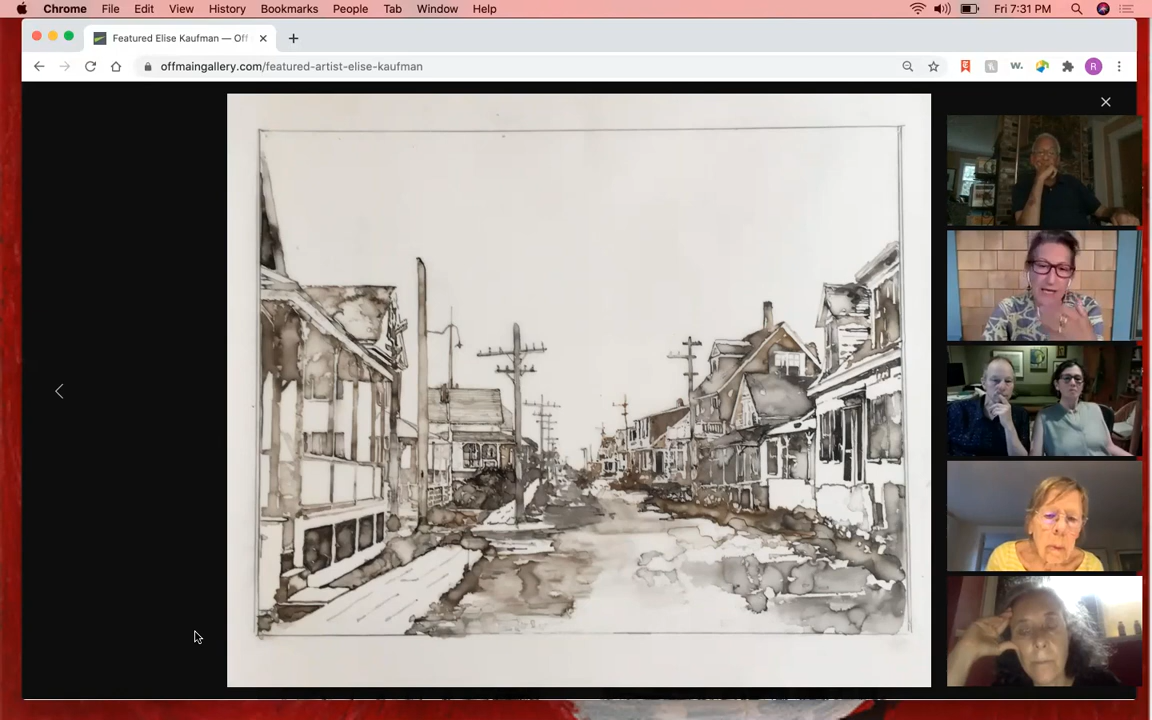 Chrome File Edit View History Bookmarks People Tab Window Help Fri 7:31 PM
Featured Elise Kaufman — Off
offmaingallery.com/featured-artist-elise-kaufman
w.
R